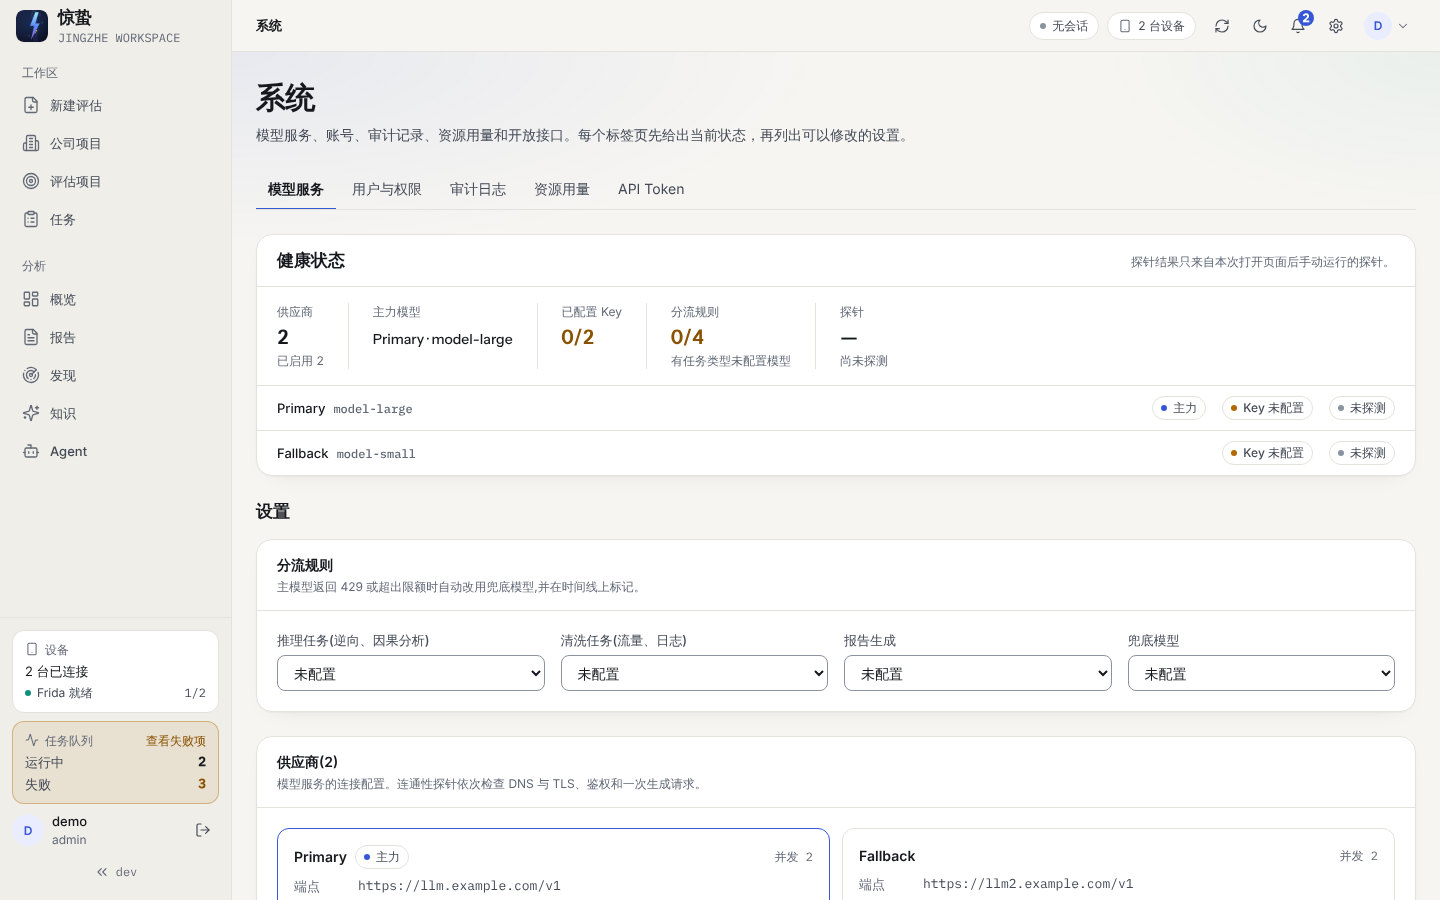 惊蛰
JINGZHE WORKSPACE
工作区
新建评估
公司项目
评估项目
任务
分析
概览
报告
发现
知识
Agent
设备
2 台已连接
Frida 就绪 1/2
任务队列 查看失败项
运行中 2
失败 3
D demo
admin
dev
系统
无会话
2 台设备
2
D
系统
模型服务、账号、审计记录、资源用量和开放接口。每个标签页先给出当前状态，再列出可以修改的设置。
模型服务 用户与权限 审计日志 资源用量 API Token
健康状态 探针结果只来自本次打开页面后手动运行的探针。
供应商 主力模型 已配置 Key 分流规则 探针
2 Primary · model-large 0/2 0/4 —
已启用 2 有任务类型未配置模型 尚未探测
Primary model-large 主力 Key 未配置 未探测
Fallback model-small Key 未配置 未探测
设置
分流规则
主模型返回 429 或超出限额时自动改用兜底模型,并在时间线上标记。
推理任务(逆向、因果分析) 清洗任务(流量、日志) 报告生成 兜底模型
未配置 未配置 未配置 未配置
供应商(2)
模型服务的连接配置。连通性探针依次检查 DNS 与 TLS、鉴权和一次生成请求。
Primary 主力 并发 2
端点 https://llm.example.com/v1
Fallback 并发 2
端点 https://llm2.example.com/v1